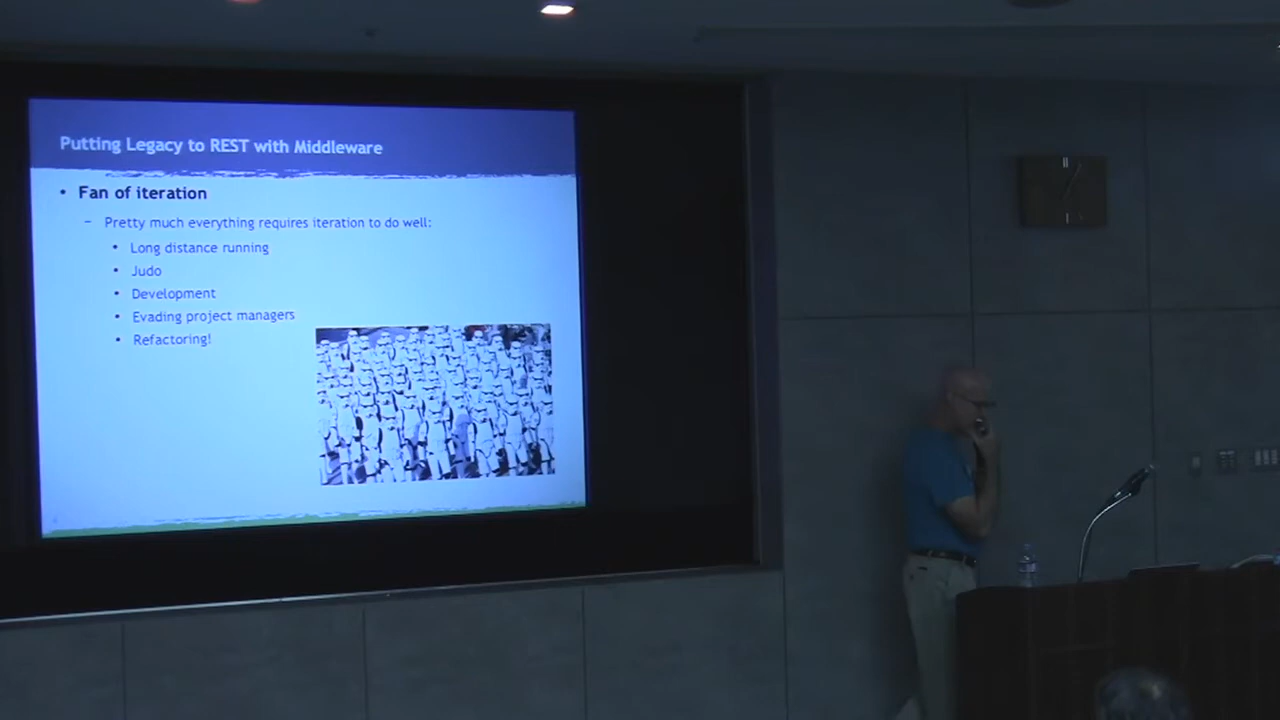 Putting Legacy to REST with Middleware
• Fan of iteration
– Pretty much everything requires iteration to do well:
• Long distance running
• Judo
• Development
• Evading project managers
• Refactoring!